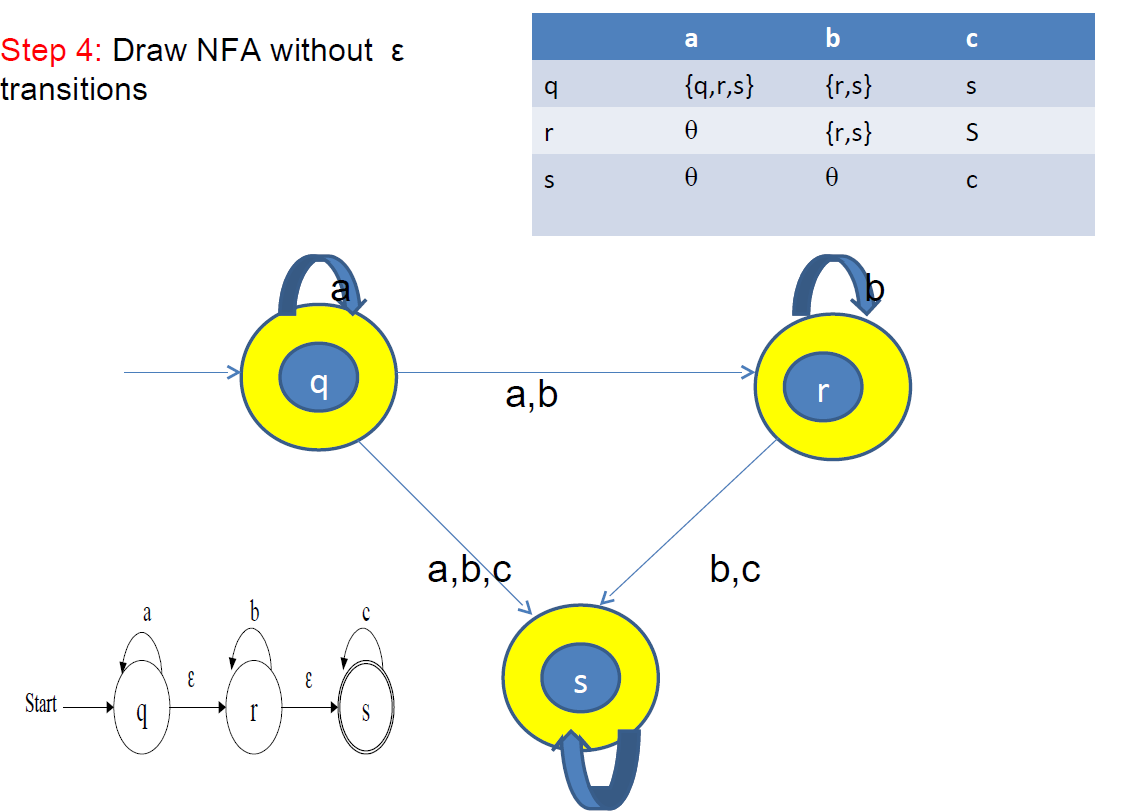 Step 4: Draw NFA without ε
transitions
a b c
q {q,r,s} {r,s} s
r θ {r,s} S
s θ θ c
a
b
q
r
a,b
a,b,c
b,c
s
a b c
ε ε
Start q r s